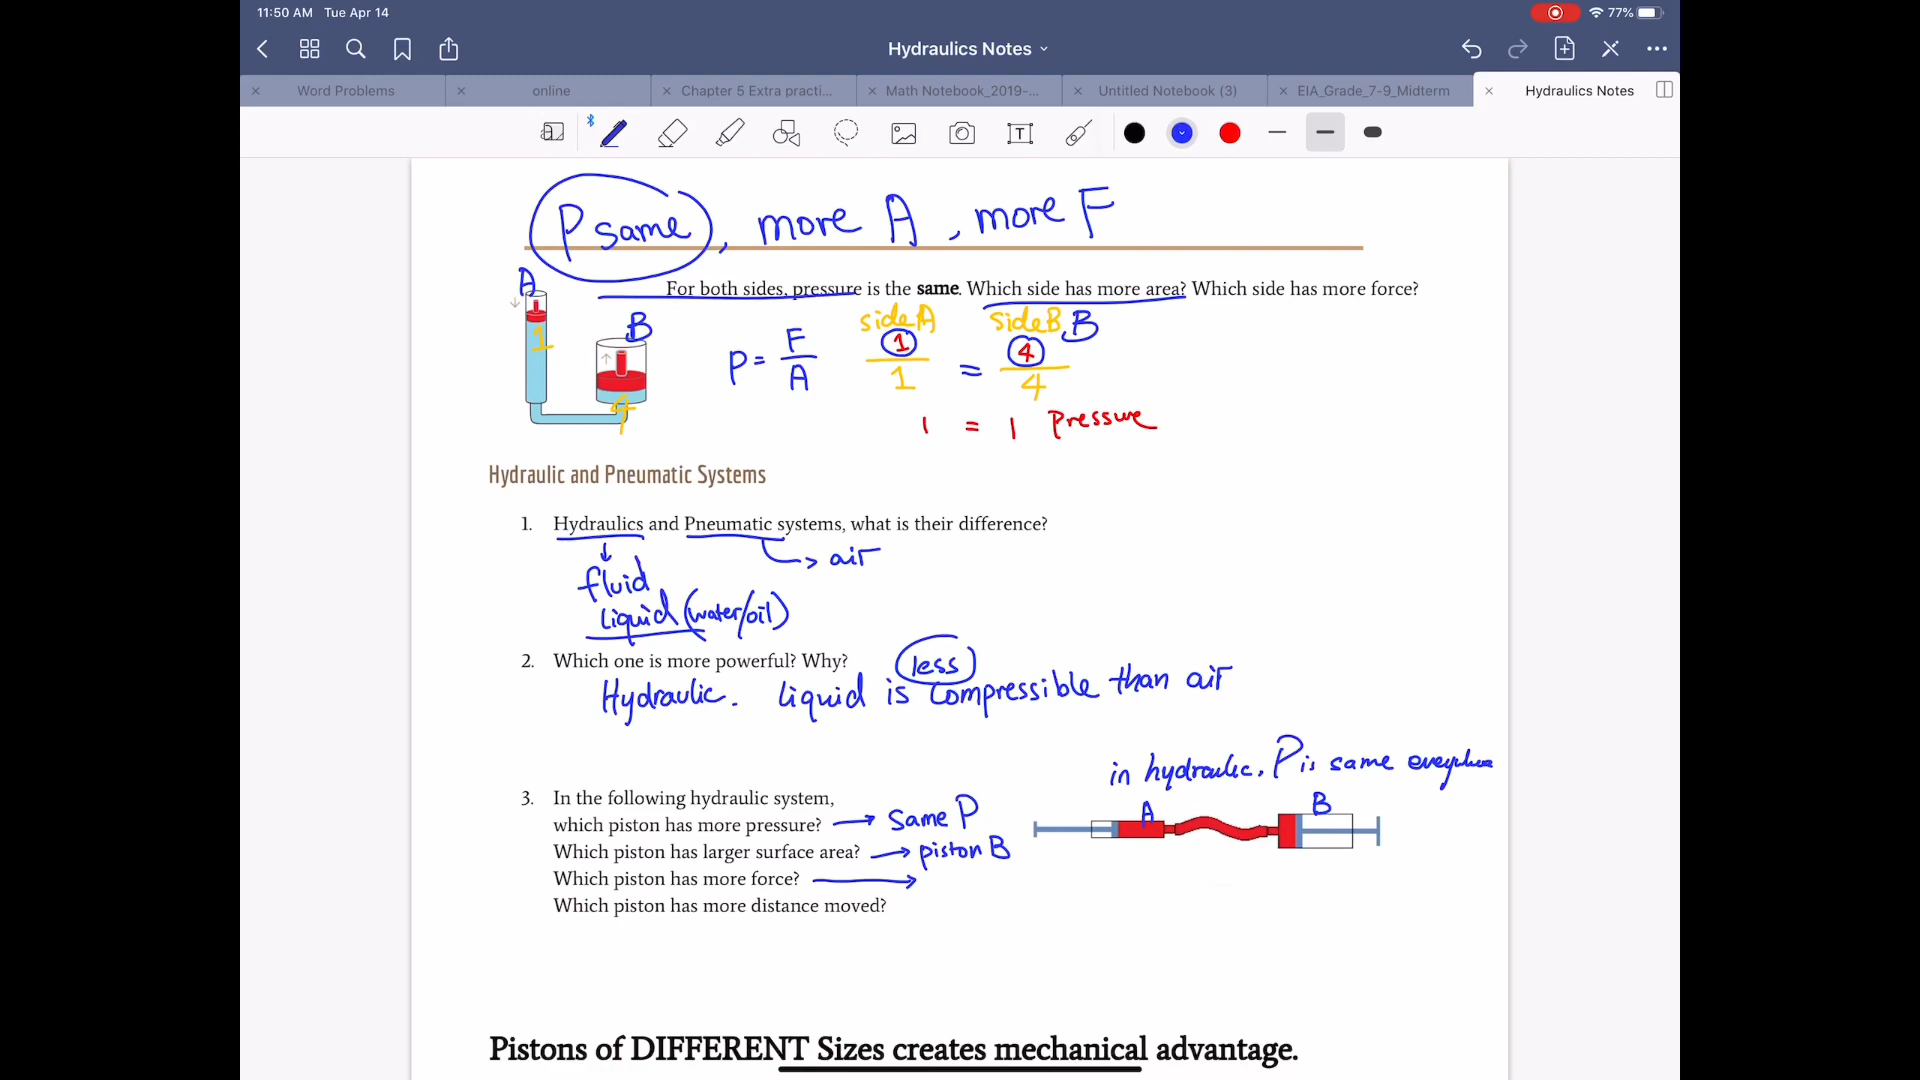 11:50 AM Tue Apr 14
77%
Hydraulics Notes
Word Problems
online
Chapter 5 Extra practi...
Math Notebook_2019-...
Untitled Notebook (3)
EIA_Grade_7-9_Midterm
Hydraulics Notes
P same, more A, more F
For both sides, pressure is the same. Which side has more area? Which side has more force?
A
B
1
4
side A
side B, B
P = F/A
1/1 = 4/4
1 = 1 Pressure
Hydraulic and Pneumatic Systems
1. Hydraulics and Pneumatic systems, what is their difference?
air
fluid
liquid (water/oil)
2. Which one is more powerful? Why?
less
Hydraulic. liquid is compressible than air
in hydraulic, P is same
3. In the following hydraulic system,
which piston has more pressure? → same P
A
B
Which piston has larger surface area? → piston B
Which piston has more force? →
Which piston has more distance moved?
Pistons of DIFFERENT Sizes creates mechanical advantage.